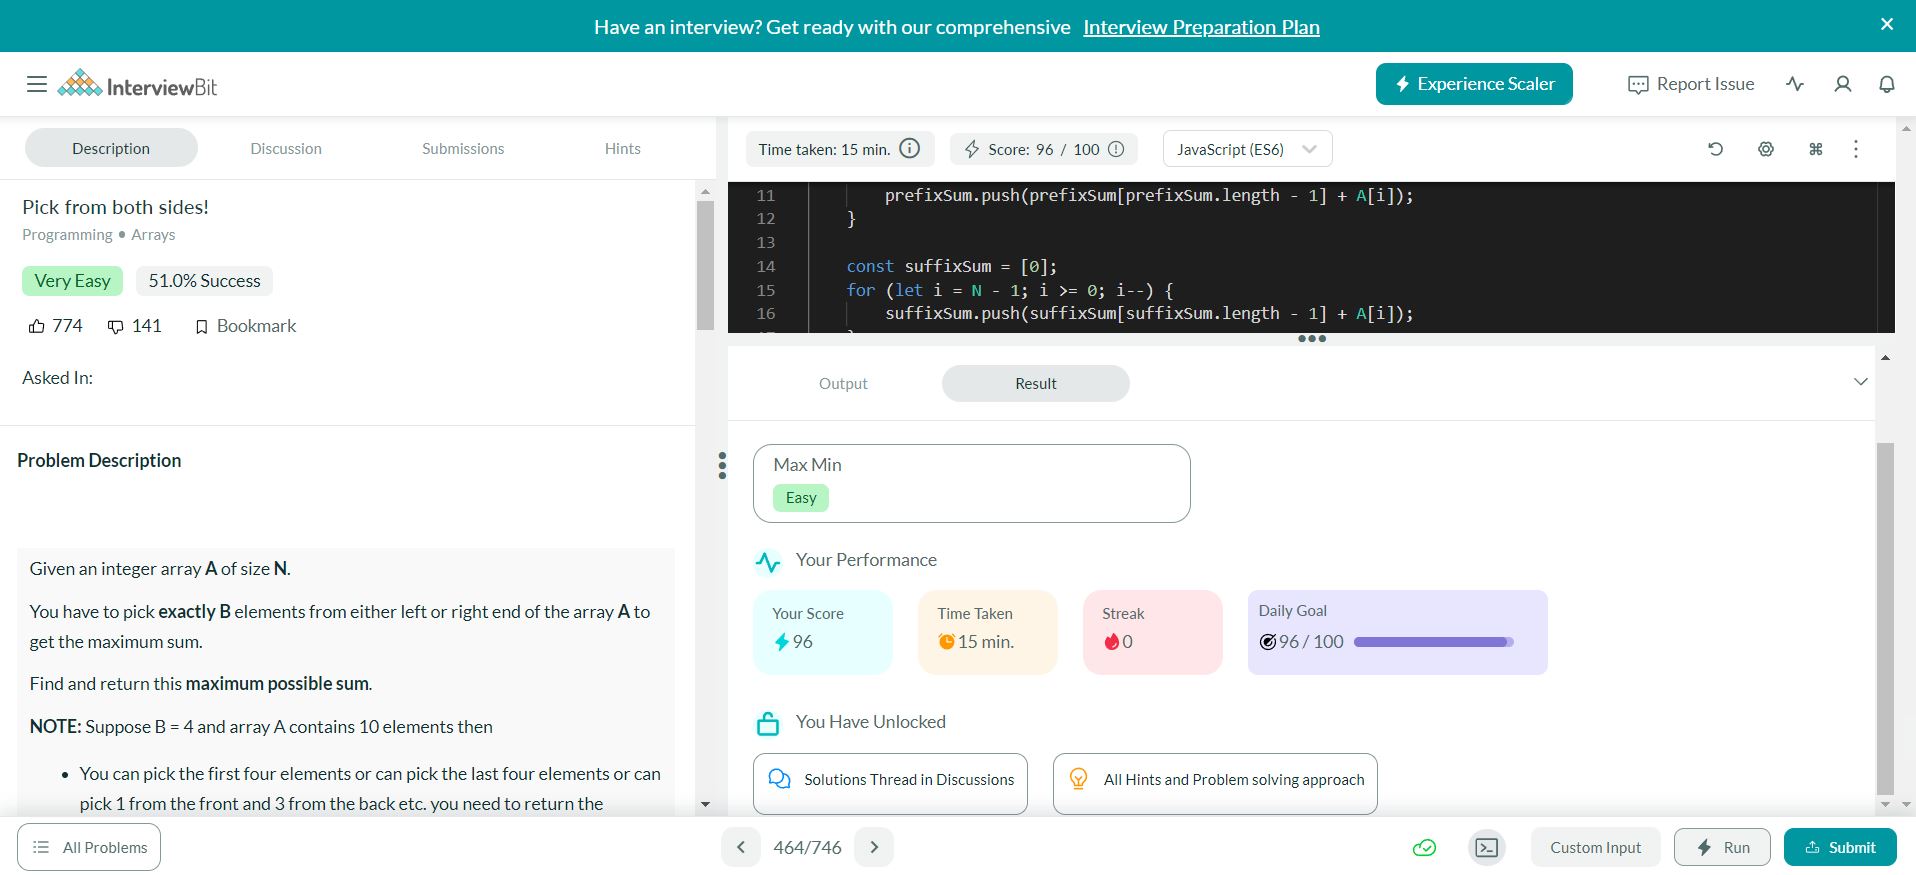 Have an interview? Get ready with our comprehensive Interview Preparation Plan
InterviewBit
Experience Scaler
Report Issue
Description
Discussion
Submissions
Hints
Pick from both sides!
Programming • Arrays
Very Easy
51.0% Success
774
141
Bookmark
Asked In:
Problem Description
Given an integer array A of size N.
You have to pick exactly B elements from either left or right end of the array A to
get the maximum sum.
Find and return this maximum possible sum.
NOTE: Suppose B = 4 and array A contains 10 elements then
• You can pick the first four elements or can pick the last four elements or can
pick 1 from the front and 3 from the back etc. you need to return the
Time taken: 15 min.
Score: 96 / 100
JavaScript (ES6)
11 prefixSum.push(prefixSum[prefixSum.length - 1] + A[i]);
12 }
13
14 const suffixSum = [0];
15 for (let i = N - 1; i >= 0; i--) {
16 suffixSum.push(suffixSum[suffixSum.length - 1] + A[i]);
Output
Result
Max Min
Easy
Your Performance
Your Score
96
Time Taken
15 min.
Streak
0
Daily Goal
96 / 100
You Have Unlocked
Solutions Thread in Discussions
All Hints and Problem solving approach
All Problems
464/746
Custom Input
Run
Submit